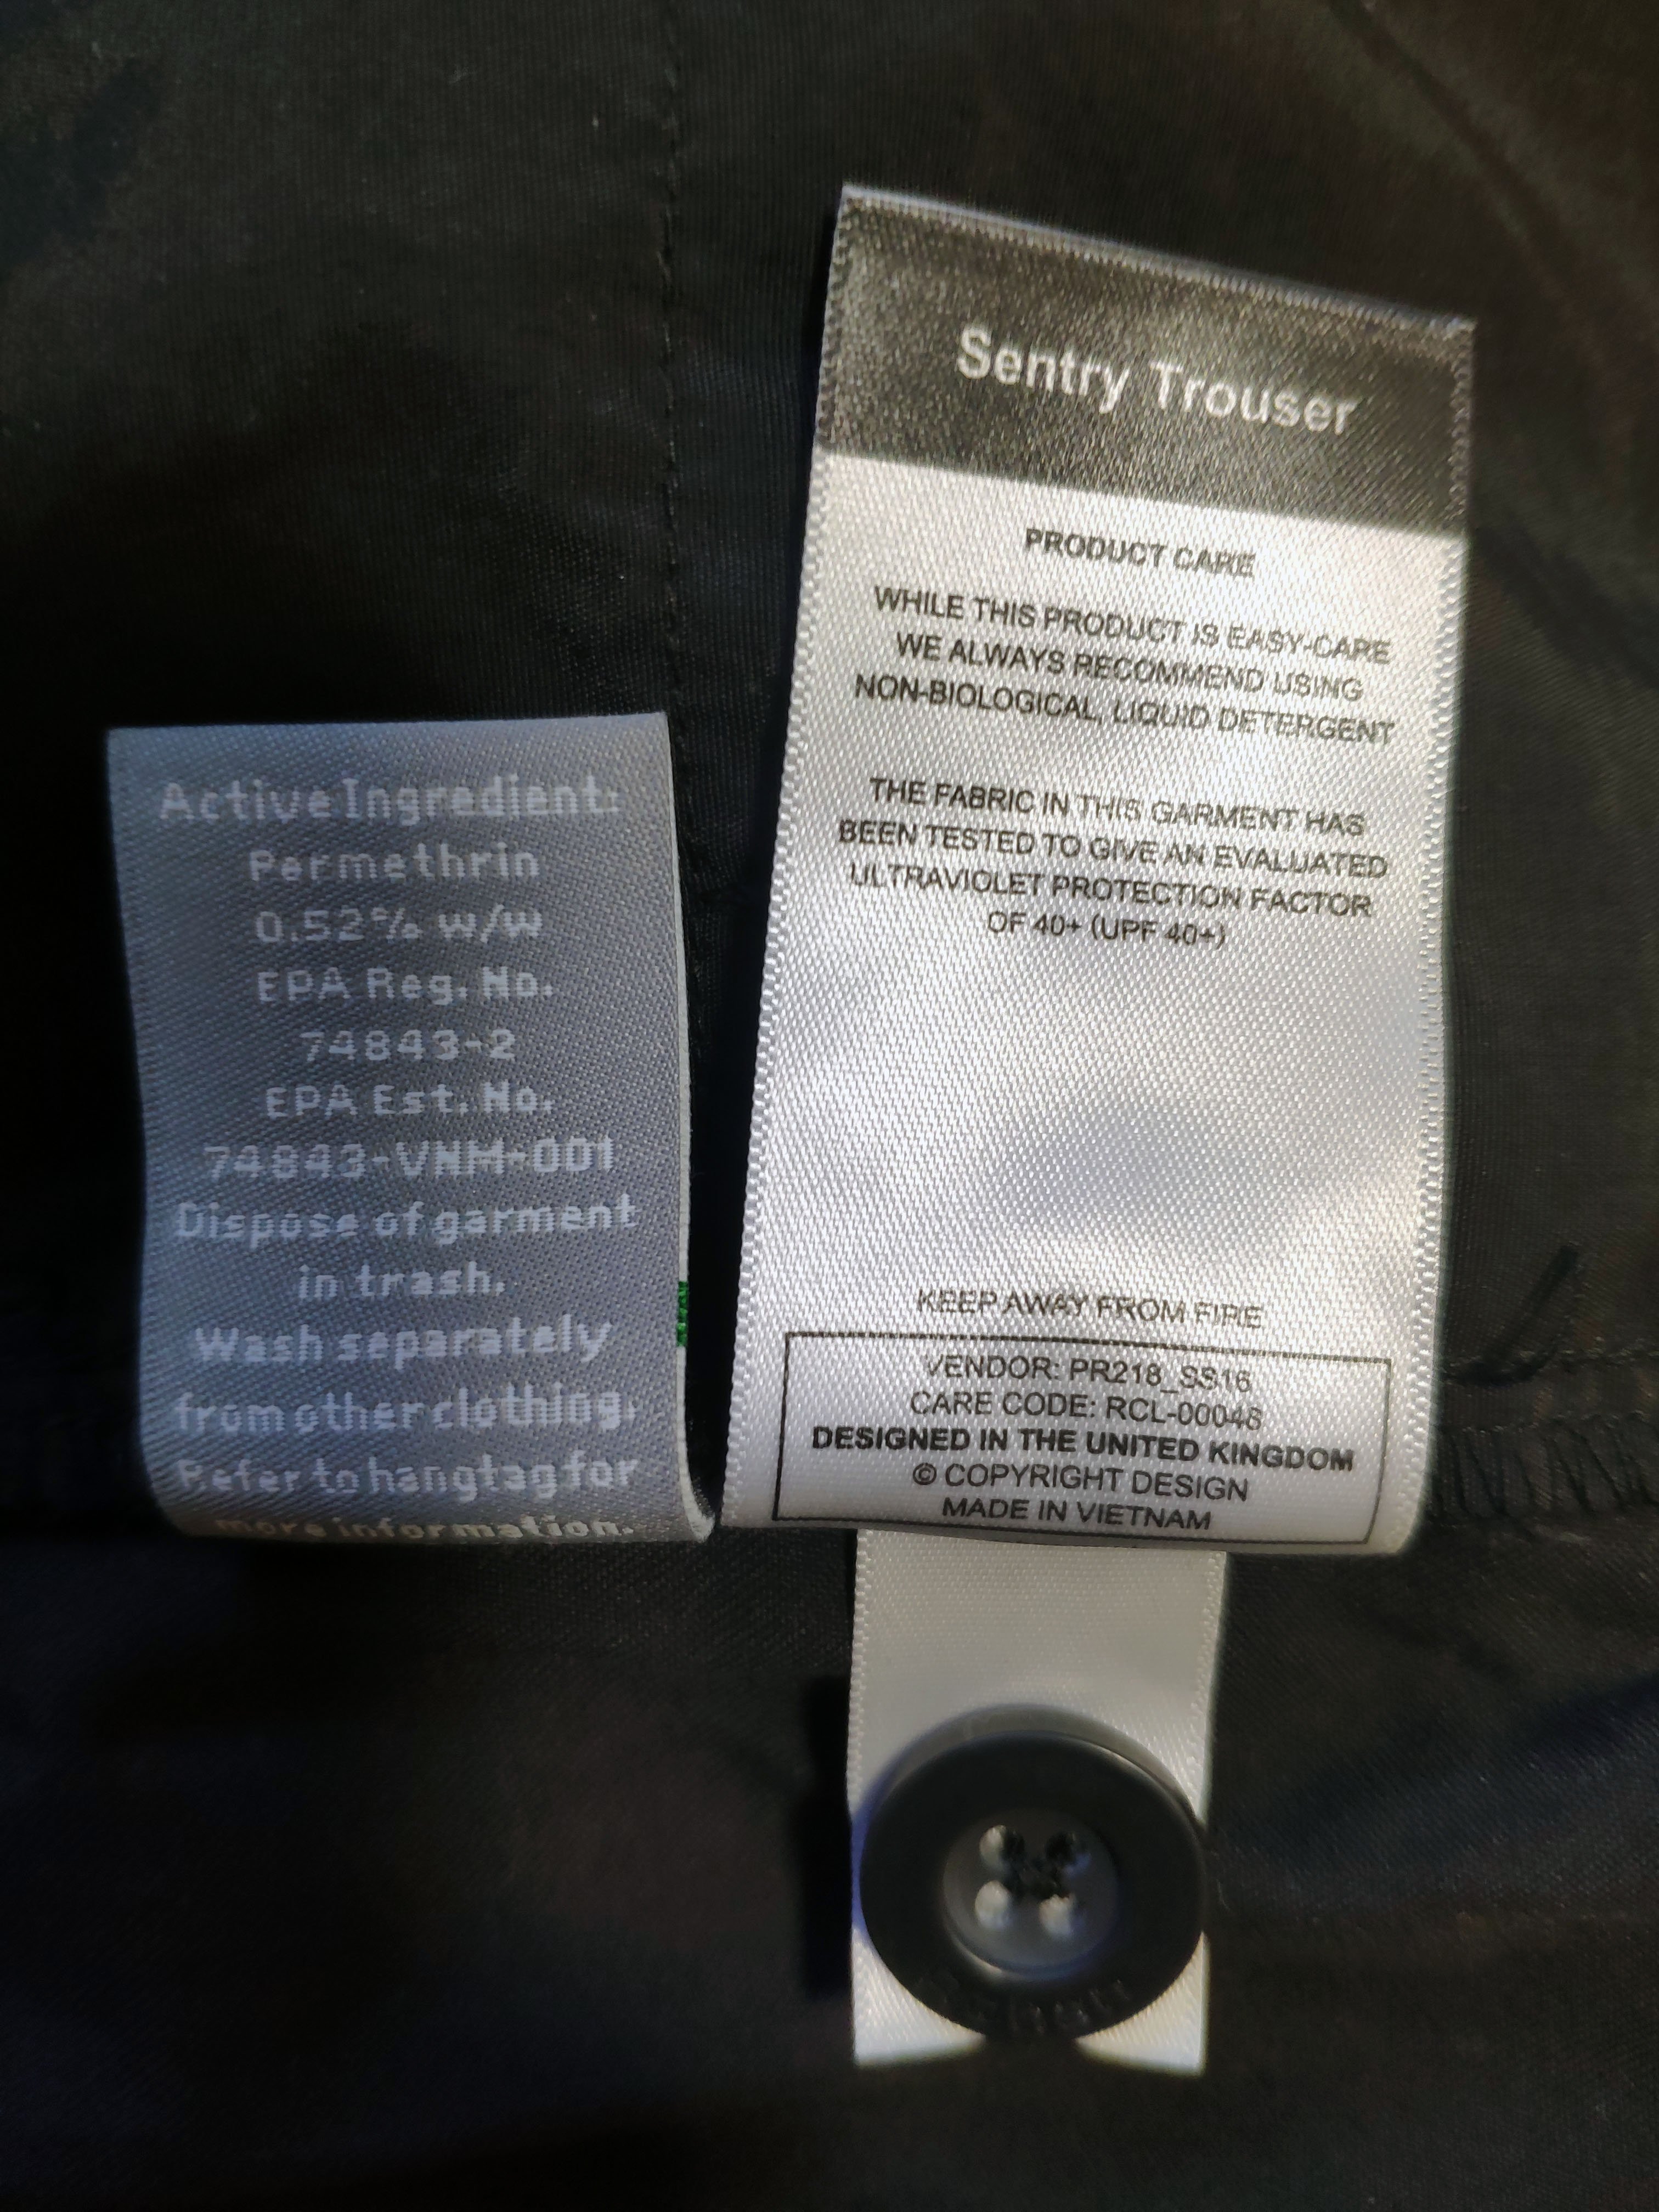 Active Ingredient:
Permethrin
0.52% w/w
EPA Reg. No.
74843-2
EPA Est. No.
74843-VNM-001
Dispose of garment
in trash.
Wash separately
from other clothing.
Refer to hangtag for
more information.
Sentry Trouser
PRODUCT CARE
WHILE THIS PRODUCT IS EASY-CARE
WE ALWAYS RECOMMEND USING
NON-BIOLOGICAL, LIQUID DETERGENT
THE FABRIC IN THIS GARMENT HAS
BEEN TESTED TO GIVE AN EVALUATED
ULTRAVIOLET PROTECTION FACTOR
OF 40+ (UPF 40+)
KEEP AWAY FROM FIRE
VENDOR: PR218_SS16
CARE CODE: RCL-00048
DESIGNED IN THE UNITED KINGDOM
© COPYRIGHT DESIGN
MADE IN VIETNAM